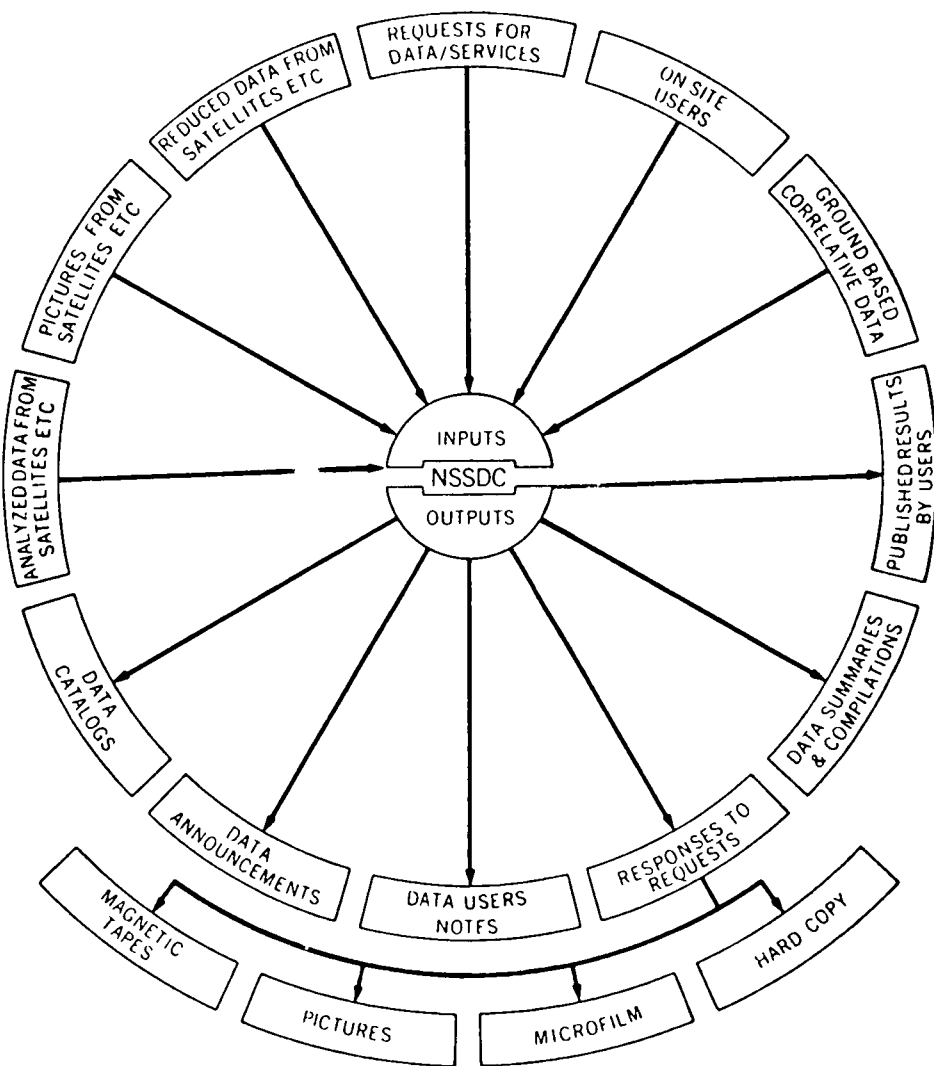 REQUESTS FOR
DATA/SERVICES
REDUCED DATA FROM
SATELLITES ETC
ON SITE
USERS
PICTURES FROM
SATELLITES ETC
GROUND BASED
CORRELATIVE DATA
ANALYZED DATA FROM
SATELLITES ETC
INPUTS
NSSDC
OUTPUTS
PUBLISHED RESULTS
BY USERS
DATA
CATALOGS
DATA SUMMARIES
& COMPILATIONS
DATA
ANNOUNCEMENTS
DATA USERS
NOTES
RESPONSES TO
REQUESTS
MAGNETIC
TAPES
PICTURES
MICROFILM
HARD COPY